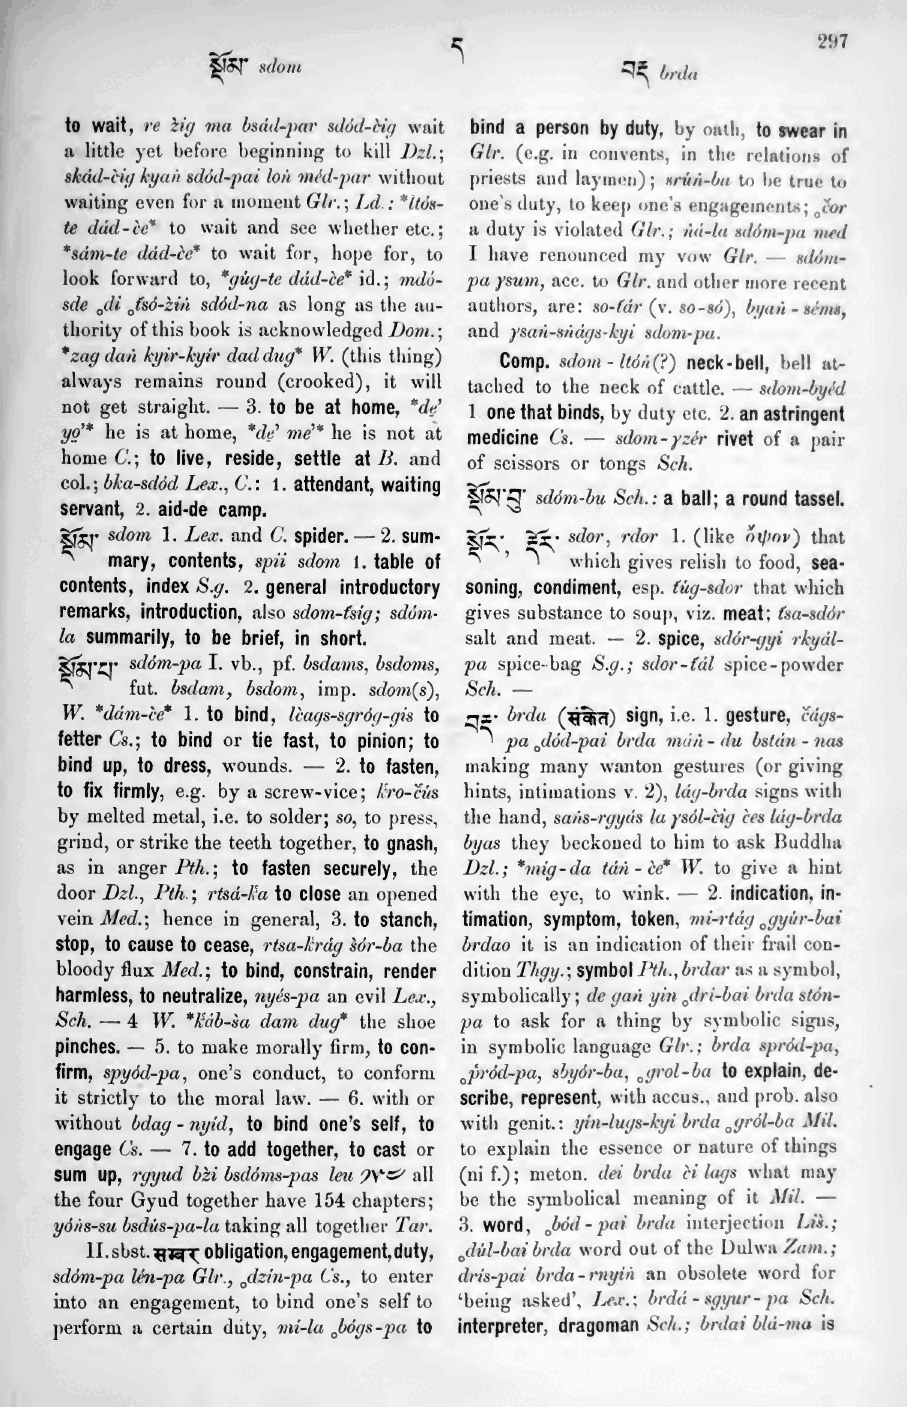 297
ད
སྡོམ་ sdom
བརྡ brda
to wait, re žig ma bsád-par sdód-čig wait
a little yet before beginning to kill Dzl.;
skád-čig kyaṅ sdód-pai loṅ méd-par without
waiting even for a moment Glr.; Ld.: *ltós-
te dád-čе* to wait and see whether etc.;
*sám-te dád-čе* to wait for, hope for, to
look forward to, *gúg-te dád-čе* id.; mdó-
sde ₒdi ₒtsó-žiṅ sdód-na as long as the au-
thority of this book is acknowledged Dom.;
*zag daṅ kyir-kyír dad dug* W. (this thing)
always remains round (crooked), it will
not get straight. — 3. to be at home, *dẹ’
yọ’* he is at home, *dẹ’ me’* he is not at
home C.; to live, reside, settle at B. and
col.; bka-sdód Lex., C.: 1. attendant, waiting
servant, 2. aid-de camp.
སྡོམ་ sdom 1. Lex. and C. spider. — 2. sum-
mary, contents, spii sdom 1. table of
contents, index S.g. 2. general introductory
remarks, introduction, also sdom-tsig; sdóm-
la summarily, to be brief, in short.
སྡོམ་པ་ sdóm-pa I. vb., pf. bsdams, bsdoms,
fut. bsdam, bsdom, imp. sdom(s),
W. *dám-čе* 1. to bind, lčags-sgróg-gis to
fetter Cs.; to bind or tie fast, to pinion; to
bind up, to dress, wounds. — 2. to fasten,
to fix firmly, e.g. by a screw-vice; ḱro-čús
by melted metal, i.e. to solder; so, to press,
grind, or strike the teeth together, to gnash,
as in anger Pth.; to fasten securely, the
door Dzl., Pth.; rtsá-ḱa to close an opened
vein Med.; hence in general, 3. to stanch,
stop, to cause to cease, rtsa-ḱrág šór-ba the
bloody flux Med.; to bind, constrain, render
harmless, to neutralize, nyés-pa an evil Lex.,
Sch. — 4 W. *ḱáb-ša dam dug* the shoe
pinches. — 5. to make morally firm, to con-
firm, spyód-pa, one’s conduct, to conform
it strictly to the moral law. — 6. with or
without bdag - nyid, to bind one’s self, to
engage Cs. — 7. to add together, to cast or
sum up, rgyud bži bsdóms-pas leu ༡༥༤ all
the four Gyud together have 154 chapters;
yóṅs-su bsdús-pa-la taking all together Tar.
II. sbst. संवर obligation, engagement, duty,
sdóm-pa lén-pa Glr., ₒdzin-pa Cs., to enter
into an engagement, to bind one’s self to
perform a certain duty, mi-la ₒbógs-pa to
bind a person by duty, by oath, to swear in
Glr. (e.g. in convents, in the relations of
priests and laymen); srúṅ-ba to be true to
one’s duty, to keep one’s engagements; ₒčor
a duty is violated Glr.; ṅá-la sdóm-pa med
I have renounced my vow Glr. — sdóm-
pa ɣsum, acc. to Glr. and other more recent
authors, are: so-tár (v. so-só), byaṅ - séms,
and ɣsaṅ-sṅágs-kyi sdom-pa.
Comp. sdom - ltóṅ(?) neck-bell, bell at-
tached to the neck of cattle. — sdom-byéd
1 one that binds, by duty etc. 2. an astringent
medicine Cs. — sdom-ɣzér rivet of a pair
of scissors or tongs Sch.
སྡོམ་བུ་ sdóm-bu Sch.: a ball; a round tassel.
སྡོར་, རྡོར་ sdor, rdor 1. (like ὄψον) that
which gives relish to food, sea-
soning, condiment, esp. túg-sdor that which
gives substance to soup, viz. meat; tsa-sdór
salt and meat. — 2. spice, sdór-gyi rkyál-
pa spice-bag S.g.; sdor-tál spice-powder
Sch. —
བརྡ་ brda (संकेत) sign, i.e. 1. gesture, čágs-
pa ₒdód-pai brda máṅ - du bstán - nas
making many wanton gestures (or giving
hints, intimations v. 2), lág-brda signs with
the hand, saṅs-rgyás la ɣsól-čig čes lág-brda
byas they beckoned to him to ask Buddha
Dzl.; *míg-da táṅ - čе* W. to give a hint
with the eye, to wink. — 2. indication, in-
timation, symptom, token, mi-rtág ₒgyúr-bai
brdao it is an indication of their frail con-
dition Thgy.; symbol Pth., brdar as a symbol,
symbolically; de gaṅ yin ₒdri-bai brda stón-
pa to ask for a thing by symbolic signs,
in symbolic language Glr.; brda spród-pa,
ₒṕród-pa, sbyór-ba, ₒgrol-ba to explain, de-
scribe, represent, with accus., and prob. also
with genit.: yín-lugs-kyi brda ₒgról-ba Mil.
to explain the essence or nature of things
(ni f.); meton. dei brda či lags what may
be the symbolical meaning of it Mil. —
3. word, ₒbód - pai brda interjection Liš.;
ₒdúl-bai brda word out of the Dulwa Zam.;
dris-pai brda-rnyiṅ an obsolete word for
‘being asked’, Lex.; brdá - sgyur - pa Sch.
interpreter, dragoman Sch.; brdai blá-ma is